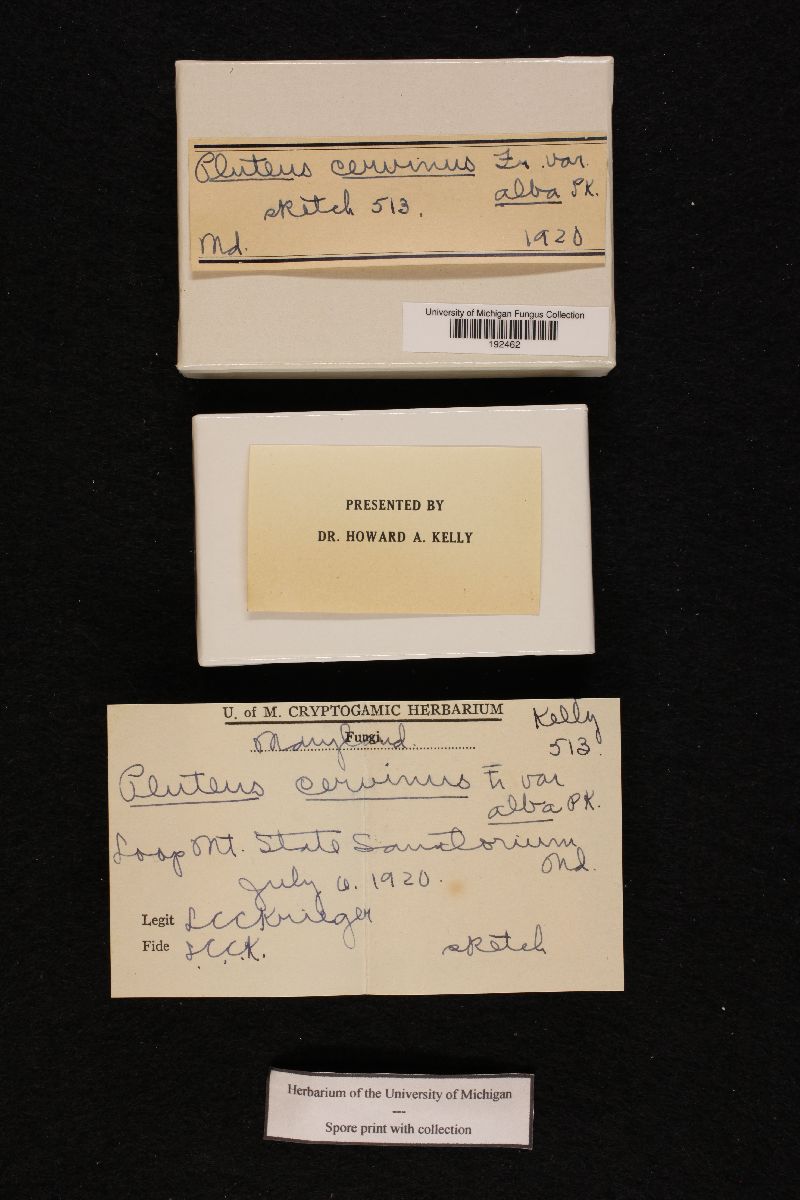 Pluteus cervinus Fr. var.
alba PK.
sketch 513.
Md. 1920
University of Michigan Fungus Collection
192462
PRESENTED BY
DR. HOWARD A. KELLY
U. of M. CRYPTOGAMIC HERBARIUM
Kelly
513.
Fungi
Maryland.
Pluteus cervinus Fr var
alba PK.
Loop Mt. State Sanatorium
Md.
July 6. 1920.
Legit LCCKrieger
Fide L.C.C.K.
sketch
Herbarium of the University of Michigan
—
Spore print with collection